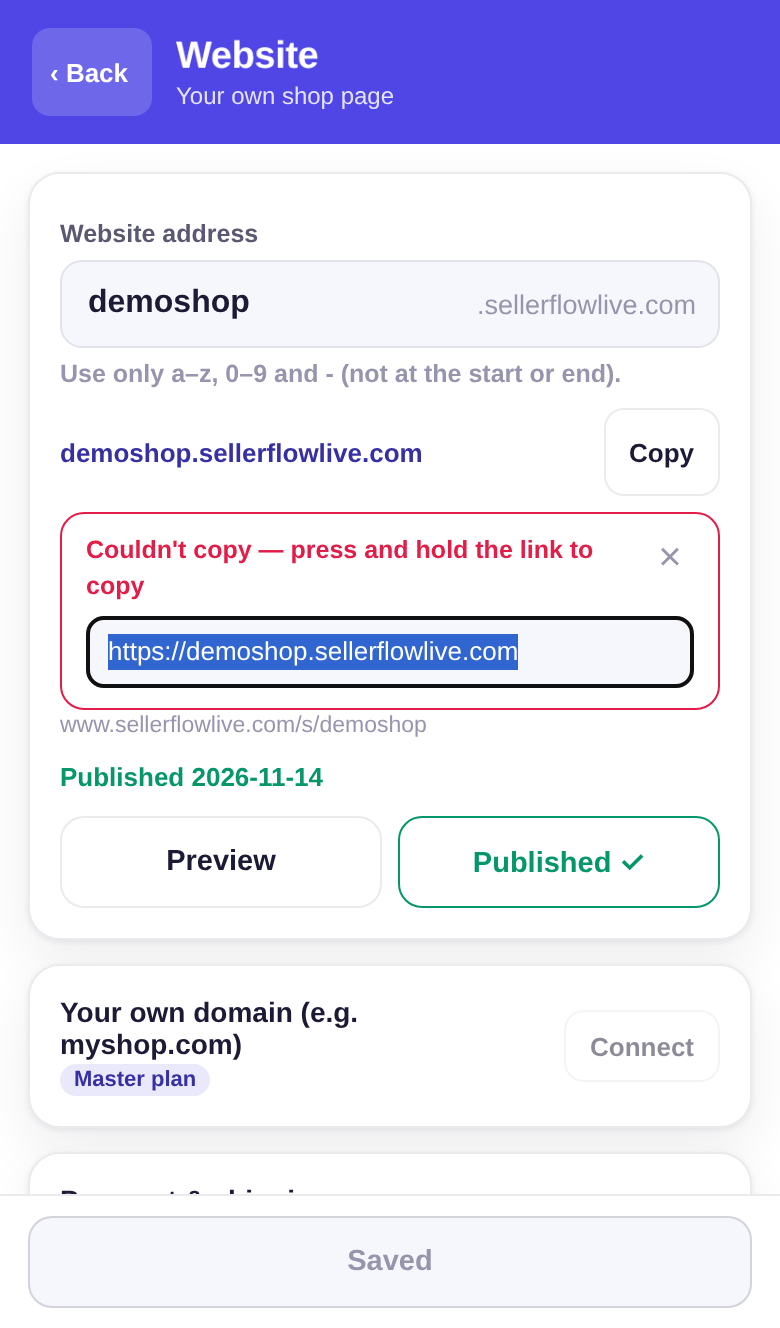 ‹ Back
Website
Your own shop page
Website address
demoshop
.sellerflowlive.com
Use only a–z, 0–9 and - (not at the start or end).
demoshop.sellerflowlive.com
Copy
Couldn't copy — press and hold the link to
copy
✕
https://demoshop.sellerflowlive.com
www.sellerflowlive.com/s/demoshop
Published 2026-11-14
Preview
Published ✓
Your own domain (e.g.
myshop.com)
Master plan
Connect
Saved